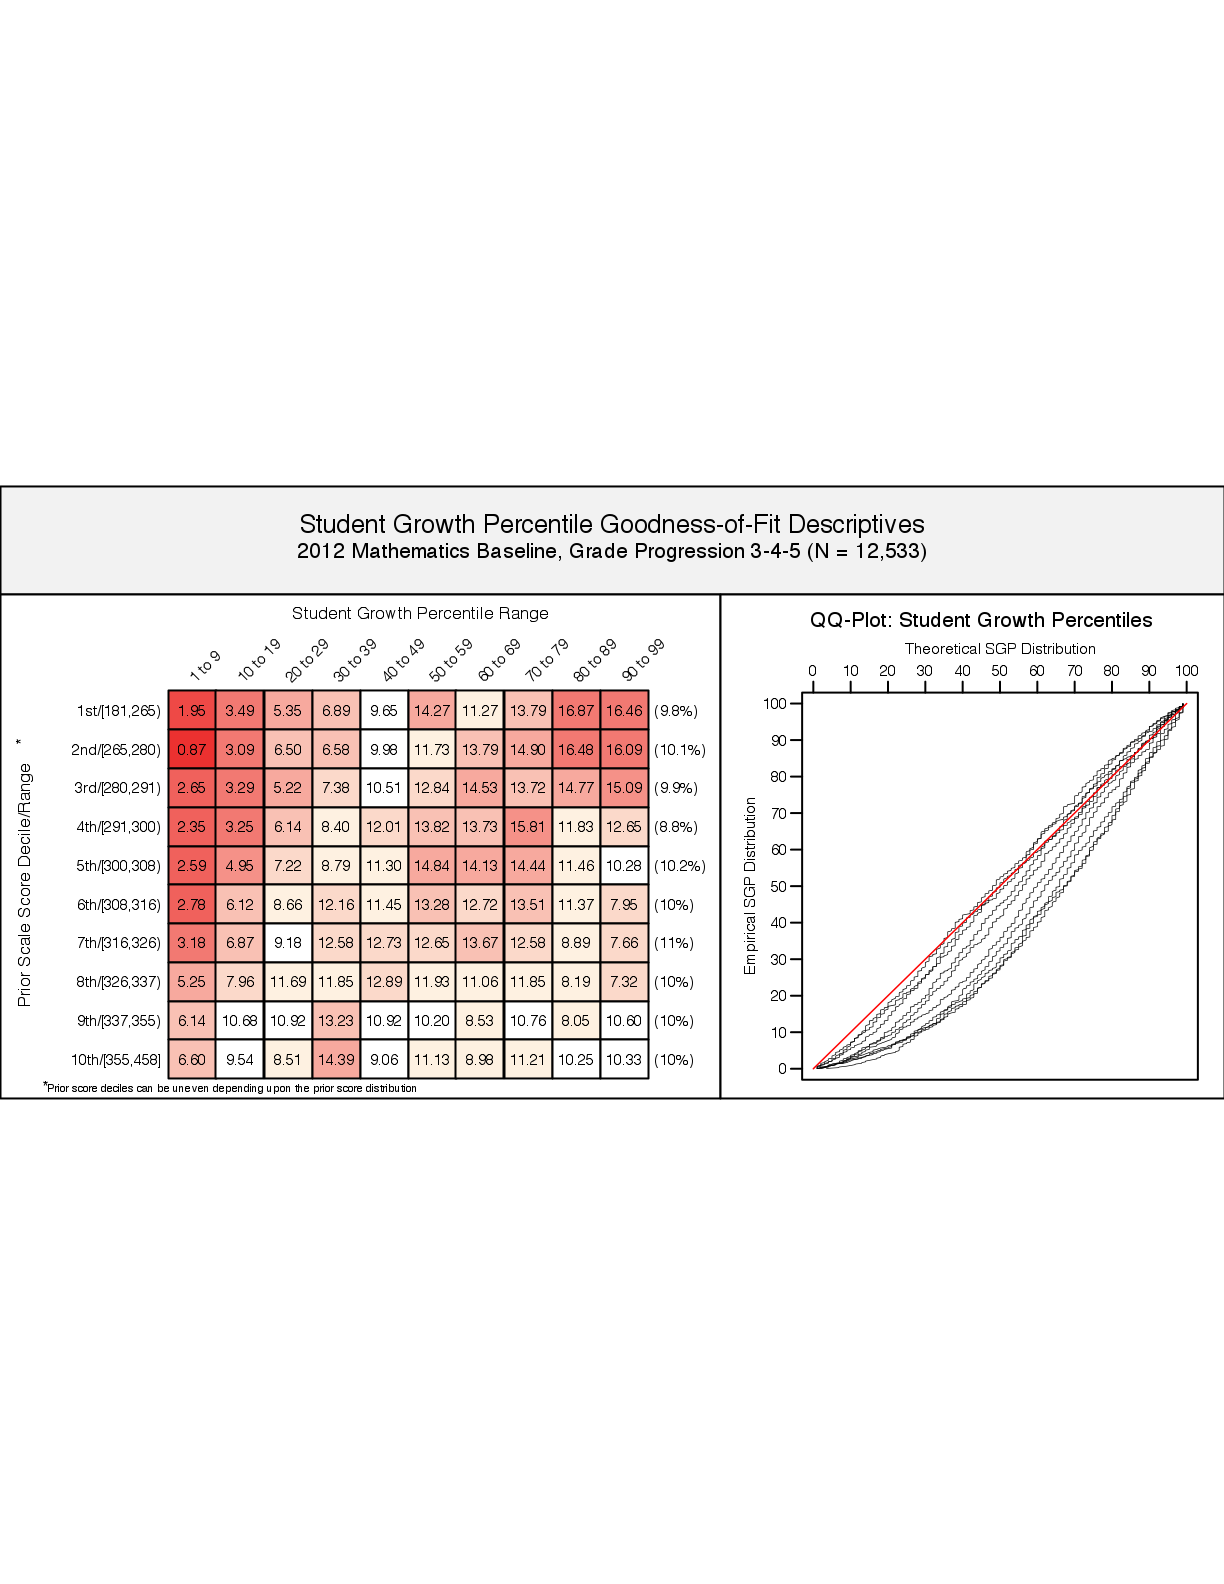 Student Growth Percentile Goodness-of-Fit Descriptives
2012 Mathematics Baseline, Grade Progression 3-4-5 (N = 12,533)
Student Growth Percentile Range
1 to 9 10 to 19 20 to 29 30 to 39 40 to 49 50 to 59 60 to 69 70 to 79 80 to 89 90 to 99
Prior Scale Score Decile/Range *
1st/[181,265) 1.95 3.49 5.35 6.89 9.65 14.27 11.27 13.79 16.87 16.46 (9.8%)
2nd/[265,280) 0.87 3.09 6.50 6.58 9.98 11.73 13.79 14.90 16.48 16.09 (10.1%)
3rd/[280,291) 2.65 3.29 5.22 7.38 10.51 12.84 14.53 13.72 14.77 15.09 (9.9%)
4th/[291,300) 2.35 3.25 6.14 8.40 12.01 13.82 13.73 15.81 11.83 12.65 (8.8%)
5th/[300,308) 2.59 4.95 7.22 8.79 11.30 14.84 14.13 14.44 11.46 10.28 (10.2%)
6th/[308,316) 2.78 6.12 8.66 12.16 11.45 13.28 12.72 13.51 11.37 7.95 (10%)
7th/[316,326) 3.18 6.87 9.18 12.58 12.73 12.65 13.67 12.58 8.89 7.66 (11%)
8th/[326,337) 5.25 7.96 11.69 11.85 12.89 11.93 11.06 11.85 8.19 7.32 (10%)
9th/[337,355) 6.14 10.68 10.92 13.23 10.92 10.20 8.53 10.76 8.05 10.60 (10%)
10th/[355,458] 6.60 9.54 8.51 14.39 9.06 11.13 8.98 11.21 10.25 10.33 (10%)
*Prior score deciles can be uneven depending upon the prior score distribution
QQ-Plot: Student Growth Percentiles
Theoretical SGP Distribution
0 10 20 30 40 50 60 70 80 90 100
Empirical SGP Distribution
100
90
80
70
60
50
40
30
20
10
0